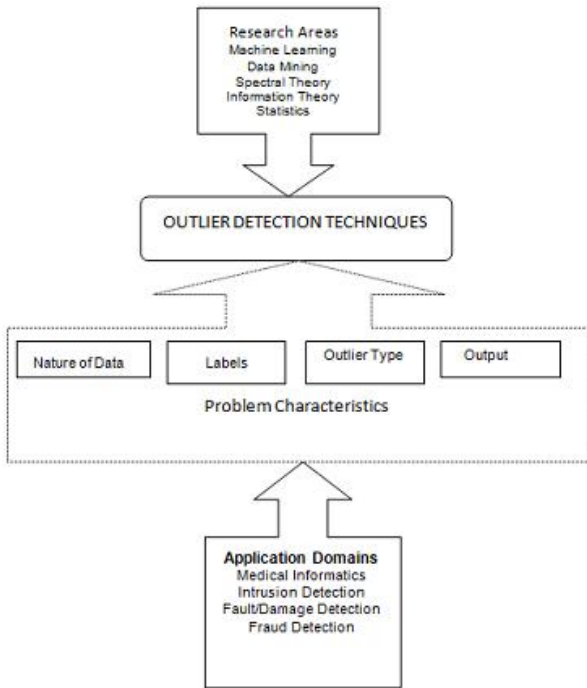 Research Areas
Machine Learning
Data Mining
Spectral Theory
Information Theory
Statistics
OUTLIER DETECTION TECHNIQUES
Nature of Data
Labels
Outlier Type
Output
Problem Characteristics
Application Domains
Medical Informatics
Intrusion Detection
Fault/Damage Detection
Fraud Detection